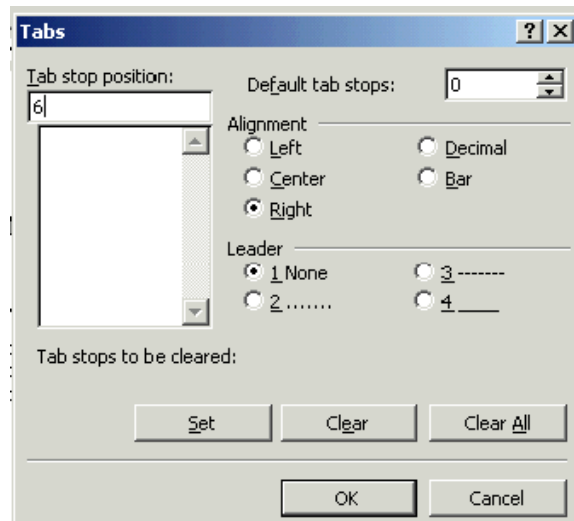 Tabs
Tab stop position:
6
Default tab stops: 0
Alignment
Left
Decimal
Center
Bar
Right
Leader
1 None
3 -------
2 .......
4 ____
Tab stops to be cleared:
Set
Clear
Clear All
OK
Cancel